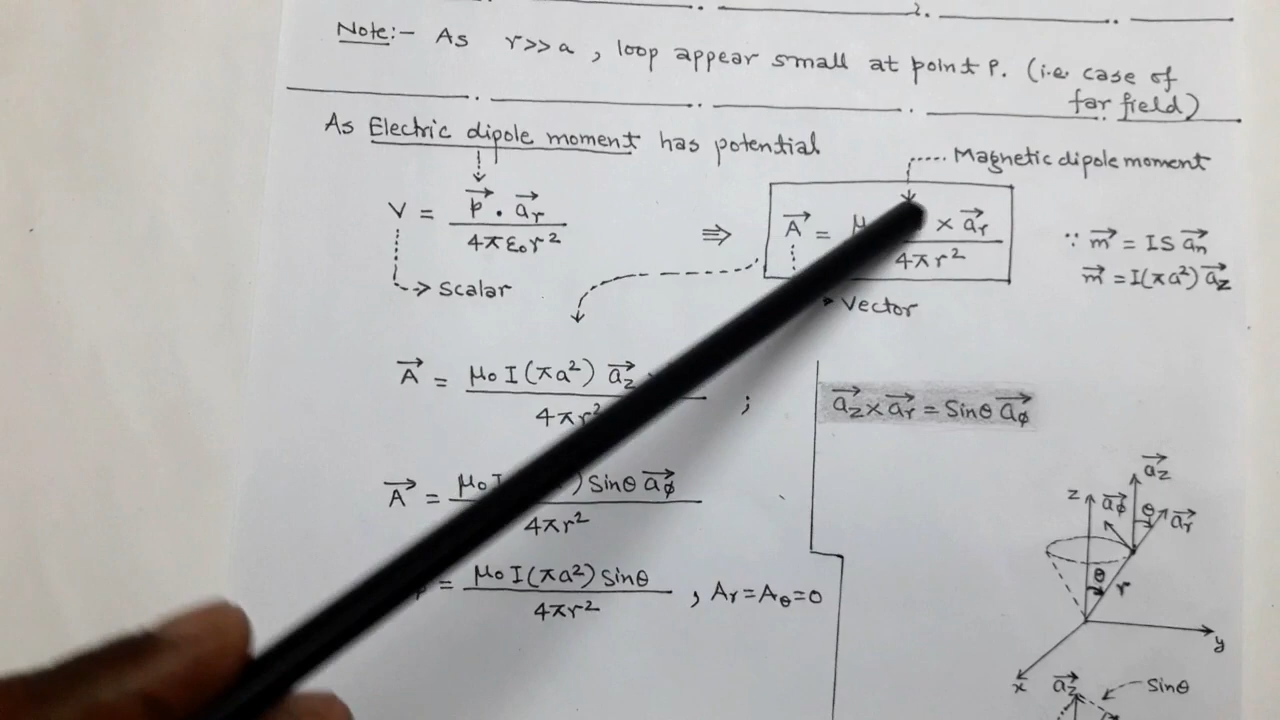 Note:- As r>>a, loop appear small at point P. (i.e. case of
far field)
As Electric dipole moment has potential
Magnetic dipole moment
V = p⃗ . a⃗r / 4πε₀r²
⇛
A⃗ = μ × a⃗r / 4πr²
∵ m⃗ = IS a⃗n
m⃗ = I(πa²) a⃗z
Scalar
Vector
A⃗ = μ₀ I (πa²) a⃗z / 4πr² ;
a⃗z × a⃗r = Sinθ a⃗φ
A⃗ = μ₀ I ) Sinθ a⃗φ / 4πr²
= μ₀ I (πa²) Sinθ / 4πr² , Ar = Aθ = 0
a⃗z
z a⃗φ θ a⃗r
θ r
y
x a⃗z Sinθ